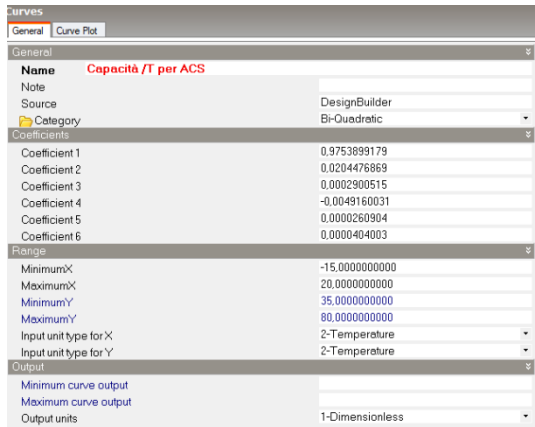 Curves
General Curve Plot
General
Name Capacità /T per ACS
Note
Source DesignBuilder
Category Bi-Quadratic
Coefficients
Coefficient 1 0,9753899179
Coefficient 2 0,0204476869
Coefficient 3 0,0002900515
Coefficient 4 -0,0049160031
Coefficient 5 0,0000260904
Coefficient 6 0,0000404003
Range
MinimumX -15,0000000000
MaximumX 20,0000000000
MinimumY 35,0000000000
MaximumY 80,0000000000
Input unit type for X 2-Temperature
Input unit type for Y 2-Temperature
Output
Minimum curve output
Maximum curve output
Output units 1-Dimensionless